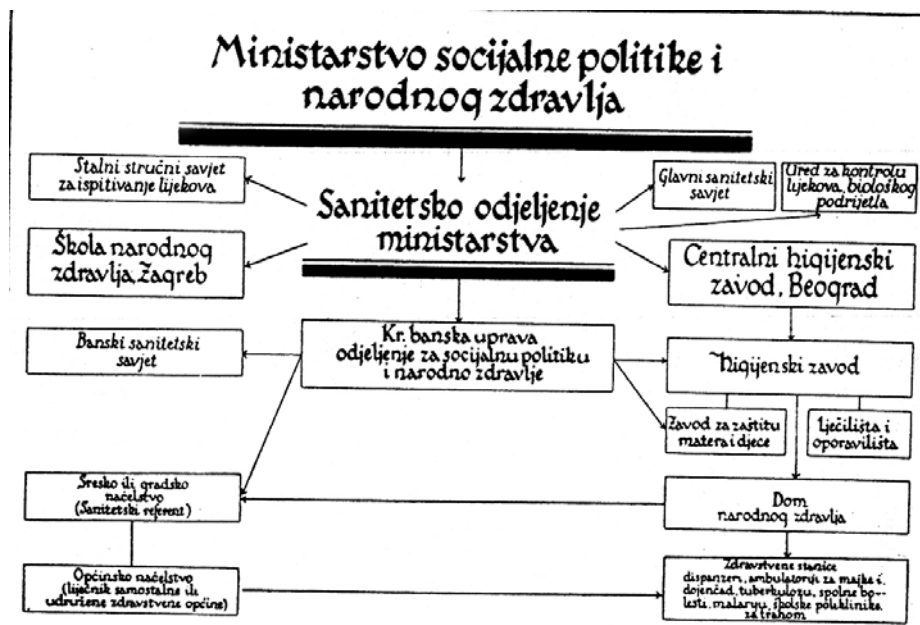 Ministarstvo socijalne politike i
narodnog zdravlja
Stalni stručni savjet
za ispitivanje lijekova
Glavni sanitetski
savjet
Ured za kontrolu
lijekova, biološkog
podrijetla
Sanitetsko odjeljenje
ministarstva
Škola narodnog
zdravlja, Zagreb
Centralni higijenski
zavod, Beograd
Banski sanitetski
savjet
Kr. banska uprava
odjeljenje za socijalnu politiku
i narodno zdravlje
Higijenski zavod
Zavod za zaštitu
matera i djece
Lječilišta i
oporavilišta
Sresko ili gradsko
načelstvo
(Sanitetski referent)
Dom
narodnog zdravlja
Općinsko načelstvo
(liječnik samostalne ili
udružene zdravstvene općine)
Zdravstvene stanice
dispanzeri, ambulatoriji za majke i
dojenčad, tuberkulozu, spolne bo-
lesti, malariju, školske poliklinike
za trahom